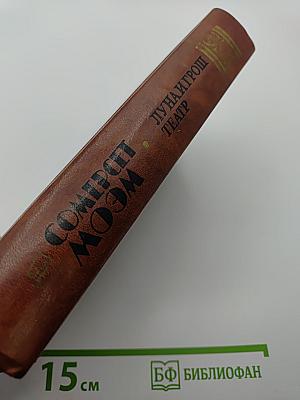 СОМЕРСЕТ
МОЭМ
ЛУНА И ГРОШ
ТЕАТР
15 см
БФ БИБЛИОФАН